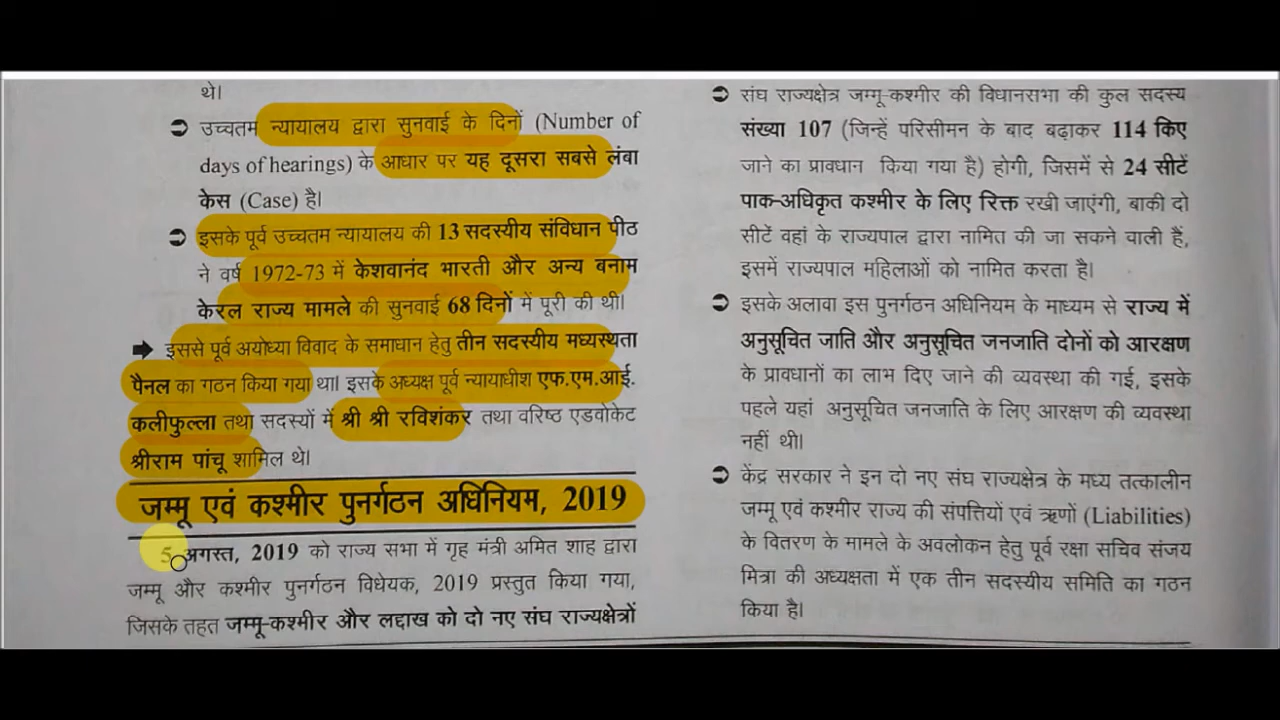 थे।
➲ उच्चतम न्यायालय द्वारा सुनवाई के दिनों (Number of
days of hearings) के आधार पर यह दूसरा सबसे लंबा
केस (Case) है।
➲ इसके पूर्व उच्चतम न्यायालय की 13 सदस्यीय संविधान पीठ
ने वर्ष 1972-73 में केशवानंद भारती और अन्य बनाम
केरल राज्य मामले की सुनवाई 68 दिनों में पूरी की थी।
➡ इससे पूर्व अयोध्या विवाद के समाधान हेतु तीन सदस्यीय मध्यस्थता
पैनल का गठन किया गया था। इसके अध्यक्ष पूर्व न्यायाधीश एफ.एम.आई.
कलीफुल्ला तथा सदस्यों में श्री श्री रविशंकर तथा वरिष्ठ एडवोकेट
श्रीराम पांचू शामिल थे।
जम्मू एवं कश्मीर पुनर्गठन अधिनियम, 2019
5 अगस्त, 2019 को राज्य सभा में गृह मंत्री अमित शाह द्वारा
जम्मू और कश्मीर पुनर्गठन विधेयक, 2019 प्रस्तुत किया गया,
जिसके तहत जम्मू-कश्मीर और लद्दाख को दो नए संघ राज्यक्षेत्रों
➲ संघ राज्यक्षेत्र जम्मू-कश्मीर की विधानसभा की कुल सदस्य
संख्या 107 (जिन्हें परिसीमन के बाद बढ़ाकर 114 किए
जाने का प्रावधान किया गया है) होगी, जिसमें से 24 सीटें
पाक-अधिकृत कश्मीर के लिए रिक्त रखी जाएंगी, बाकी दो
सीटें वहां के राज्यपाल द्वारा नामित की जा सकने वाली हैं,
इसमें राज्यपाल महिलाओं को नामित करता है।
➲ इसके अलावा इस पुनर्गठन अधिनियम के माध्यम से राज्य में
अनुसूचित जाति और अनुसूचित जनजाति दोनों को आरक्षण
के प्रावधानों का लाभ दिए जाने की व्यवस्था की गई, इसके
पहले यहां अनुसूचित जनजाति के लिए आरक्षण की व्यवस्था
नहीं थी।
➲ केंद्र सरकार ने इन दो नए संघ राज्यक्षेत्र के मध्य तत्कालीन
जम्मू एवं कश्मीर राज्य की संपत्तियों एवं ऋणों (Liabilities)
के वितरण के मामले के अवलोकन हेतु पूर्व रक्षा सचिव संजय
मित्रा की अध्यक्षता में एक तीन सदस्यीय समिति का गठन
किया है।